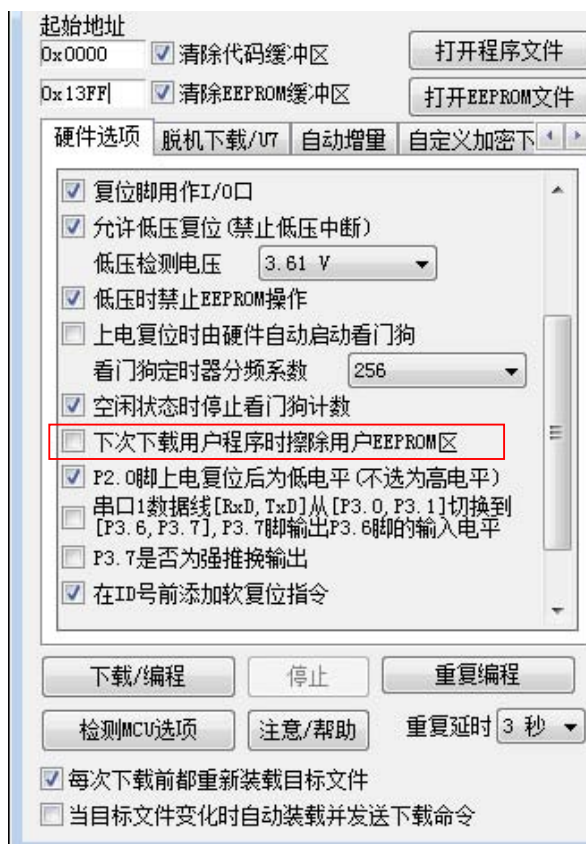 起始地址
0x0000 清除代码缓冲区 打开程序文件
0x13FF 清除EEPROM缓冲区 打开EEPROM文件
硬件选项 脱机下载/U7 自动增量 自定义加密下
复位脚用作I/O口
允许低压复位(禁止低压中断)
低压检测电压 3.61 V
低压时禁止EEPROM操作
上电复位时由硬件自动启动看门狗
看门狗定时器分频系数 256
空闲状态时停止看门狗计数
下次下载用户程序时擦除用户EEPROM区
P2.0脚上电复位后为低电平(不选为高电平)
串口1数据线[RxD,TxD]从[P3.0,P3.1]切换到
[P3.6,P3.7],P3.7脚输出P3.6脚的输入电平
P3.7是否为强推挽输出
在ID号前添加软复位指令
下载/编程 停止 重复编程
检测MCU选项 注意/帮助 重复延时 3 秒
每次下载前都重新装载目标文件
当目标文件变化时自动装载并发送下载命令